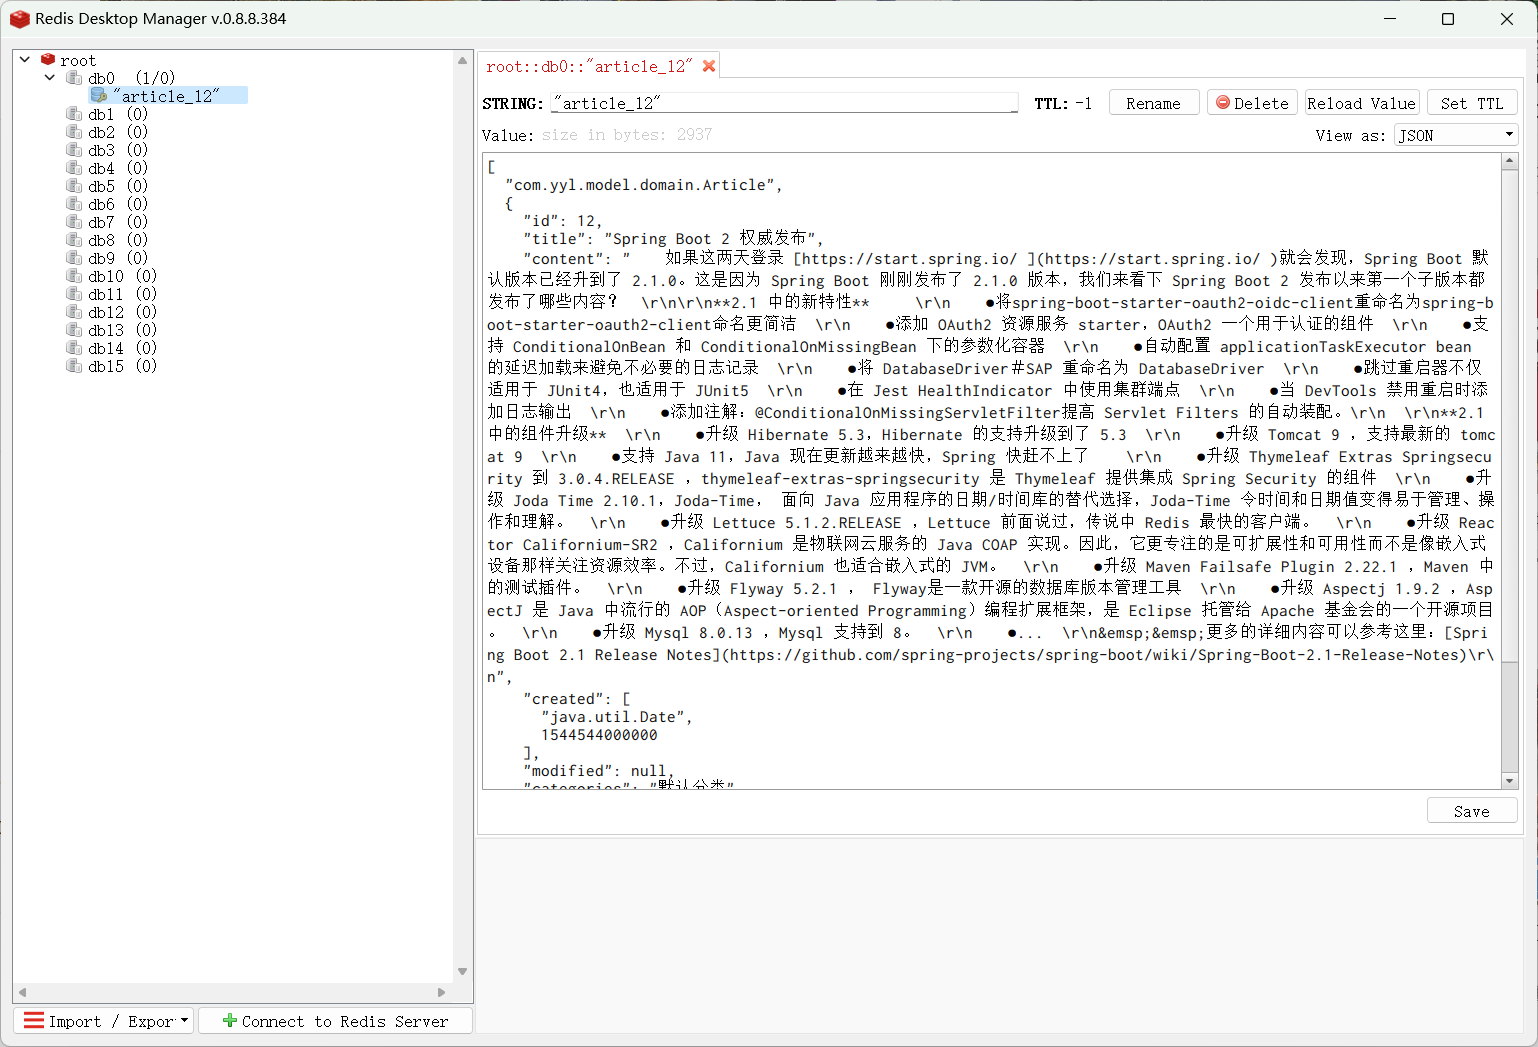 Redis Desktop Manager v.0.8.8.384
root
db0 (1/0)
"article_12"
db1 (0)
db2 (0)
db3 (0)
db4 (0)
db5 (0)
db6 (0)
db7 (0)
db8 (0)
db9 (0)
db10 (0)
db11 (0)
db12 (0)
db13 (0)
db14 (0)
db15 (0)
Import / Expor
Connect to Redis Server
root::db0::"article_12"
STRING: "article_12" TTL: -1 Rename Delete Reload Value Set TTL
Value: size in bytes: 2937 View as: JSON
[
"com.yyl.model.domain.Article",
{
"id": 12,
"title": "Spring Boot 2 权威发布",
"content": "    如果这两天登录 [https://start.spring.io/ ](https://start.spring.io/ )就会发现，Spring Boot 默
认版本已经升到了 2.1.0。这是因为 Spring Boot 刚刚发布了 2.1.0 版本，我们来看下 Spring Boot 2 发布以来第一个子版本都
发布了哪些内容？  \r\n\r\n**2.1 中的新特性**     \r\n    ●将spring-boot-starter-oauth2-oidc-client重命名为spring-b
oot-starter-oauth2-client命名更简洁  \r\n    ●添加 OAuth2 资源服务 starter，OAuth2 一个用于认证的组件  \r\n    ●支
持 ConditionalOnBean 和 ConditionalOnMissingBean 下的参数化容器  \r\n    ●自动配置 applicationTaskExecutor bean
的延迟加载来避免不必要的日志记录  \r\n    ●将 DatabaseDriver＃SAP 重命名为 DatabaseDriver  \r\n    ●跳过重启器不仅
适用于 JUnit4，也适用于 JUnit5  \r\n    ●在 Jest HealthIndicator 中使用集群端点  \r\n    ●当 DevTools 禁用重启时添
加日志输出  \r\n    ●添加注解：@ConditionalOnMissingServletFilter提高 Servlet Filters 的自动装配。\r\n  \r\n**2.1
中的组件升级**  \r\n    ●升级 Hibernate 5.3，Hibernate 的支持升级到了 5.3  \r\n    ●升级 Tomcat 9 ，支持最新的 tomc
at 9  \r\n    ●支持 Java 11，Java 现在更新越来越快，Spring 快赶不上了    \r\n    ●升级 Thymeleaf Extras Springsecu
rity 到 3.0.4.RELEASE ，thymeleaf-extras-springsecurity 是 Thymeleaf 提供集成 Spring Security 的组件  \r\n    ●升
级 Joda Time 2.10.1，Joda-Time， 面向 Java 应用程序的日期/时间库的替代选择，Joda-Time 令时间和日期值变得易于管理、操
作和理解。  \r\n    ●升级 Lettuce 5.1.2.RELEASE ，Lettuce 前面说过，传说中 Redis 最快的客户端。  \r\n    ●升级 Reac
tor Californium-SR2 ，Californium 是物联网云服务的 Java COAP 实现。因此，它更专注的是可扩展性和可用性而不是像嵌入式
设备那样关注资源效率。不过，Californium 也适合嵌入式的 JVM。  \r\n    ●升级 Maven Failsafe Plugin 2.22.1 ，Maven 中
的测试插件。  \r\n    ●升级 Flyway 5.2.1 ， Flyway是一款开源的数据库版本管理工具  \r\n    ●升级 Aspectj 1.9.2 ，Asp
ectJ 是 Java 中流行的 AOP（Aspect-oriented Programming）编程扩展框架，是 Eclipse 托管给 Apache 基金会的一个开源项目
。  \r\n    ●升级 Mysql 8.0.13 ，Mysql 支持到 8。  \r\n    ●...  \r\n&emsp;&emsp;更多的详细内容可以参考这里：[Spri
ng Boot 2.1 Release Notes](https://github.com/spring-projects/spring-boot/wiki/Spring-Boot-2.1-Release-Notes)\r\
n",
"created": [
"java.util.Date",
1544544000000
],
"modified": null,
"categories": "默认分类"
Save